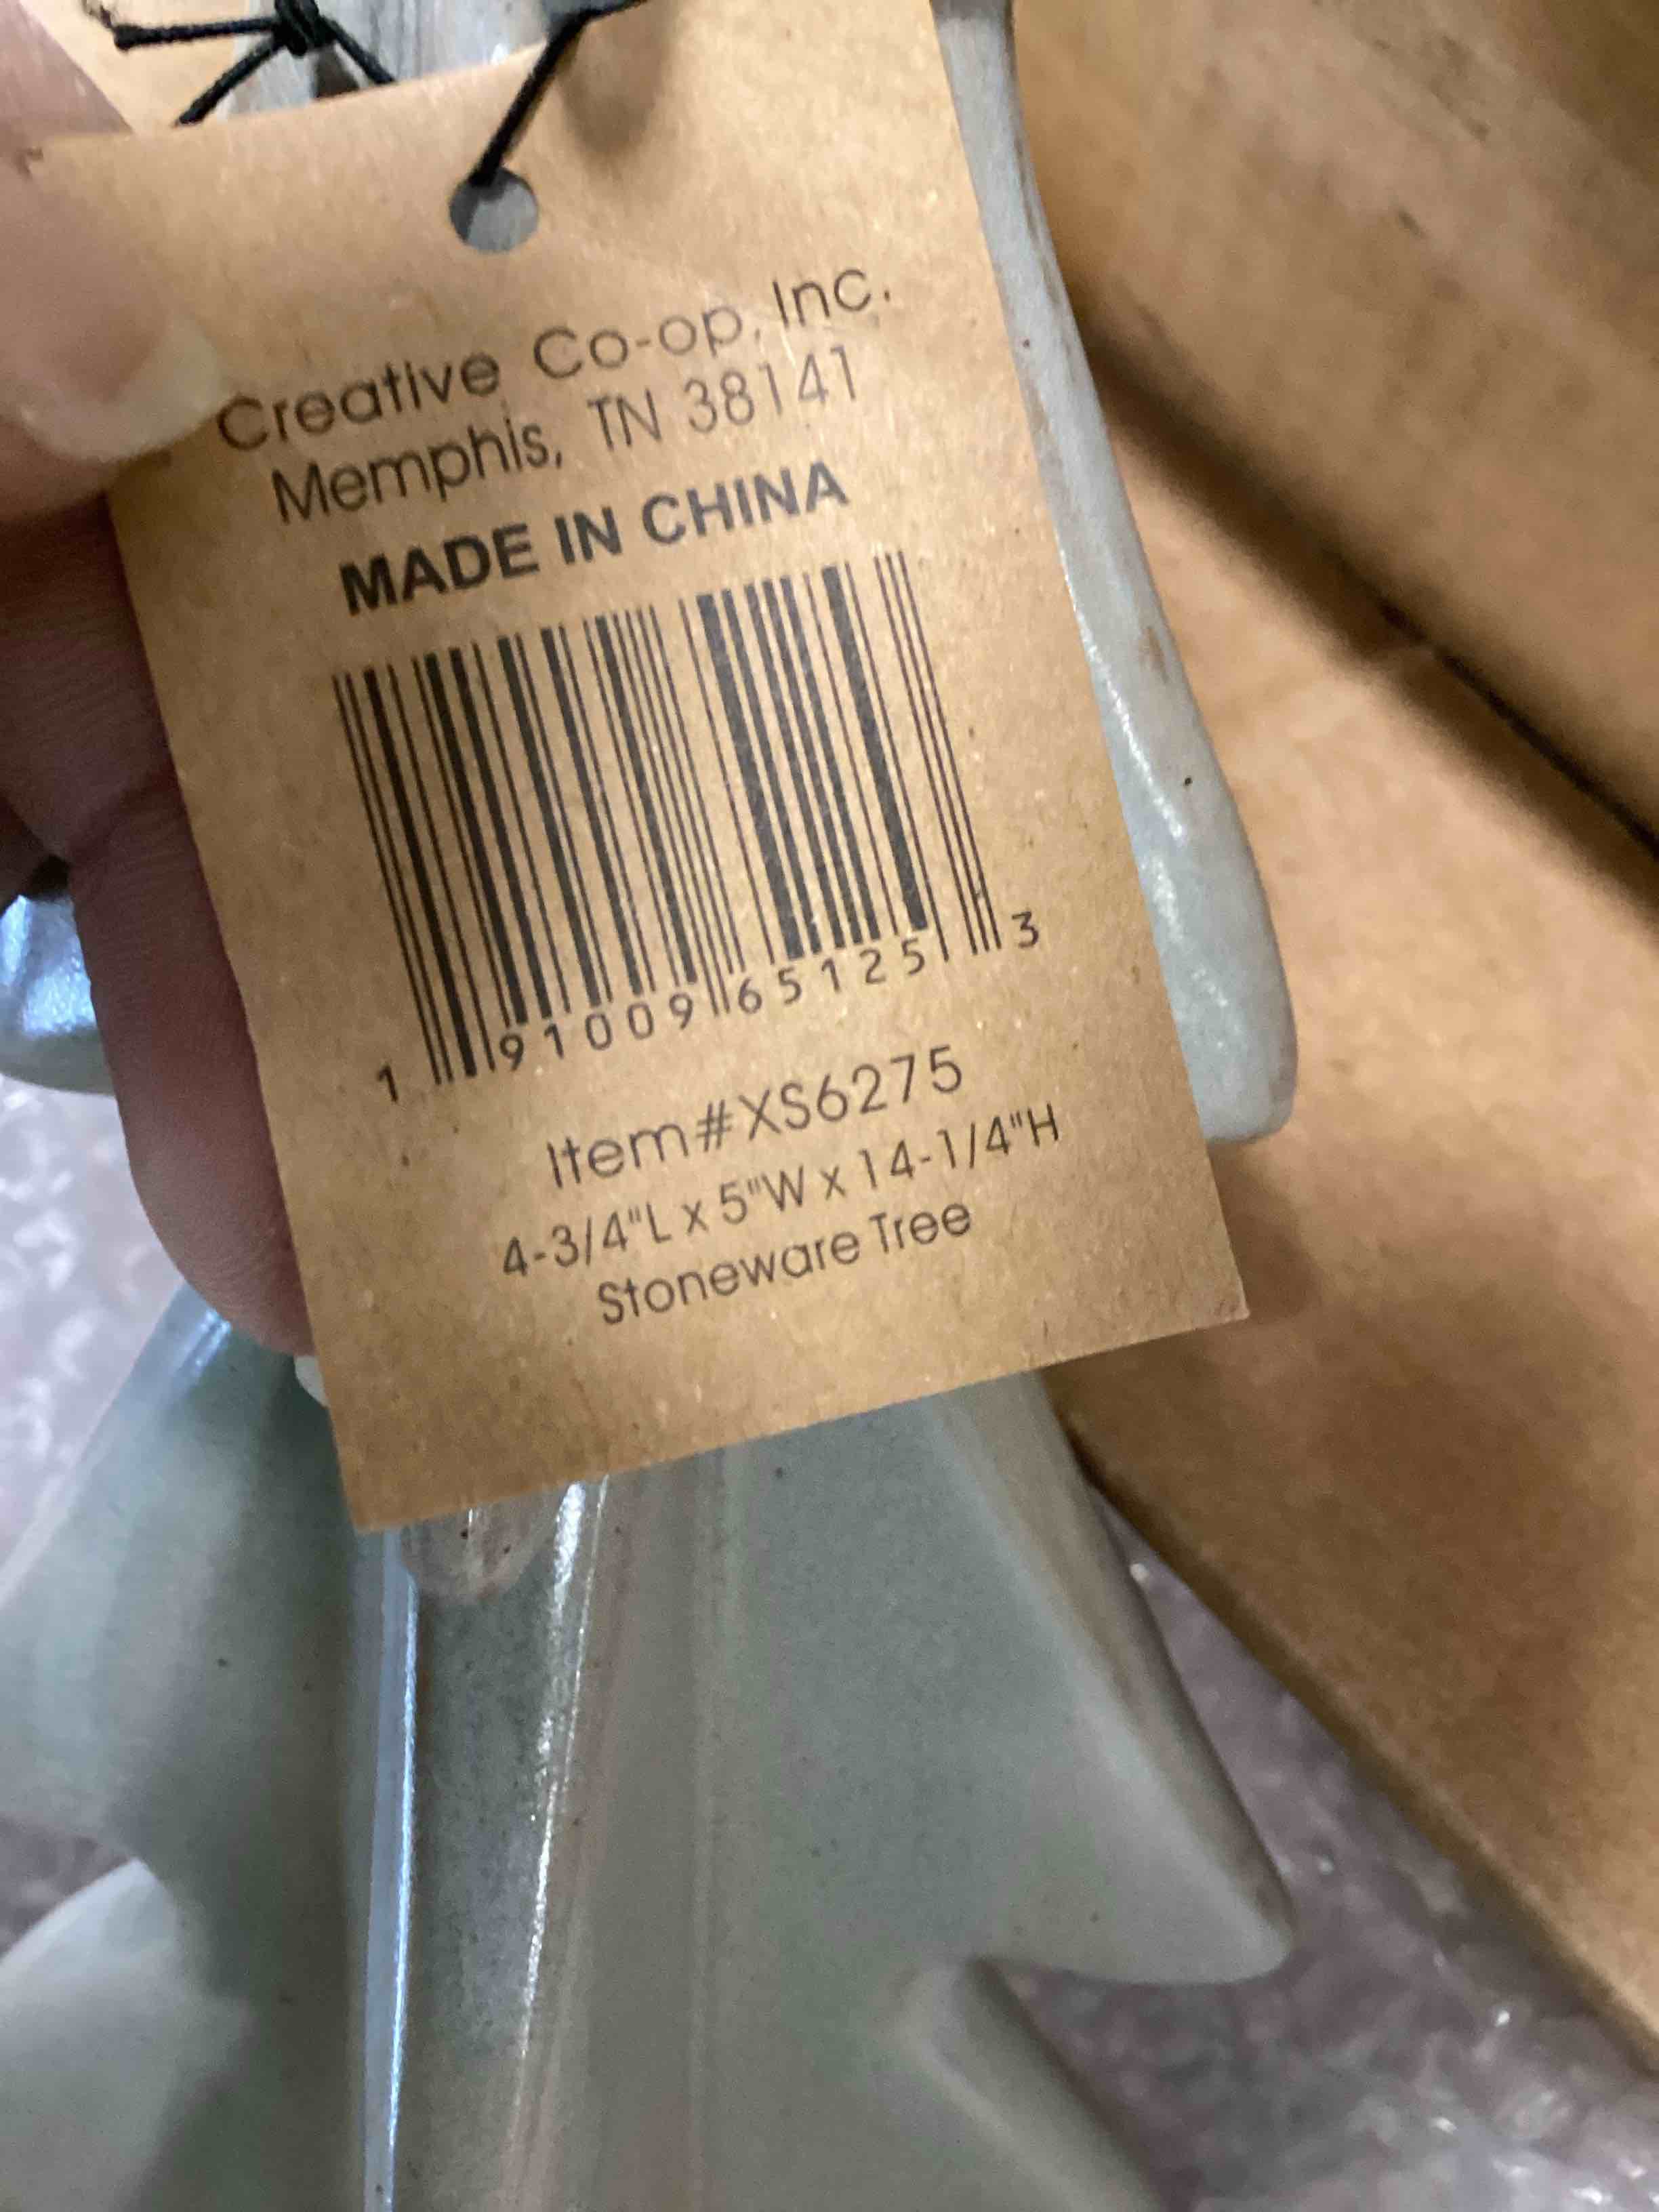 Creative Co-op, Inc.
Memphis, TN 38141
MADE IN CHINA
1 91009 65125 3
Item#XS6275
4-3/4"L x 5"W x 14-1/4"H
Stoneware Tree